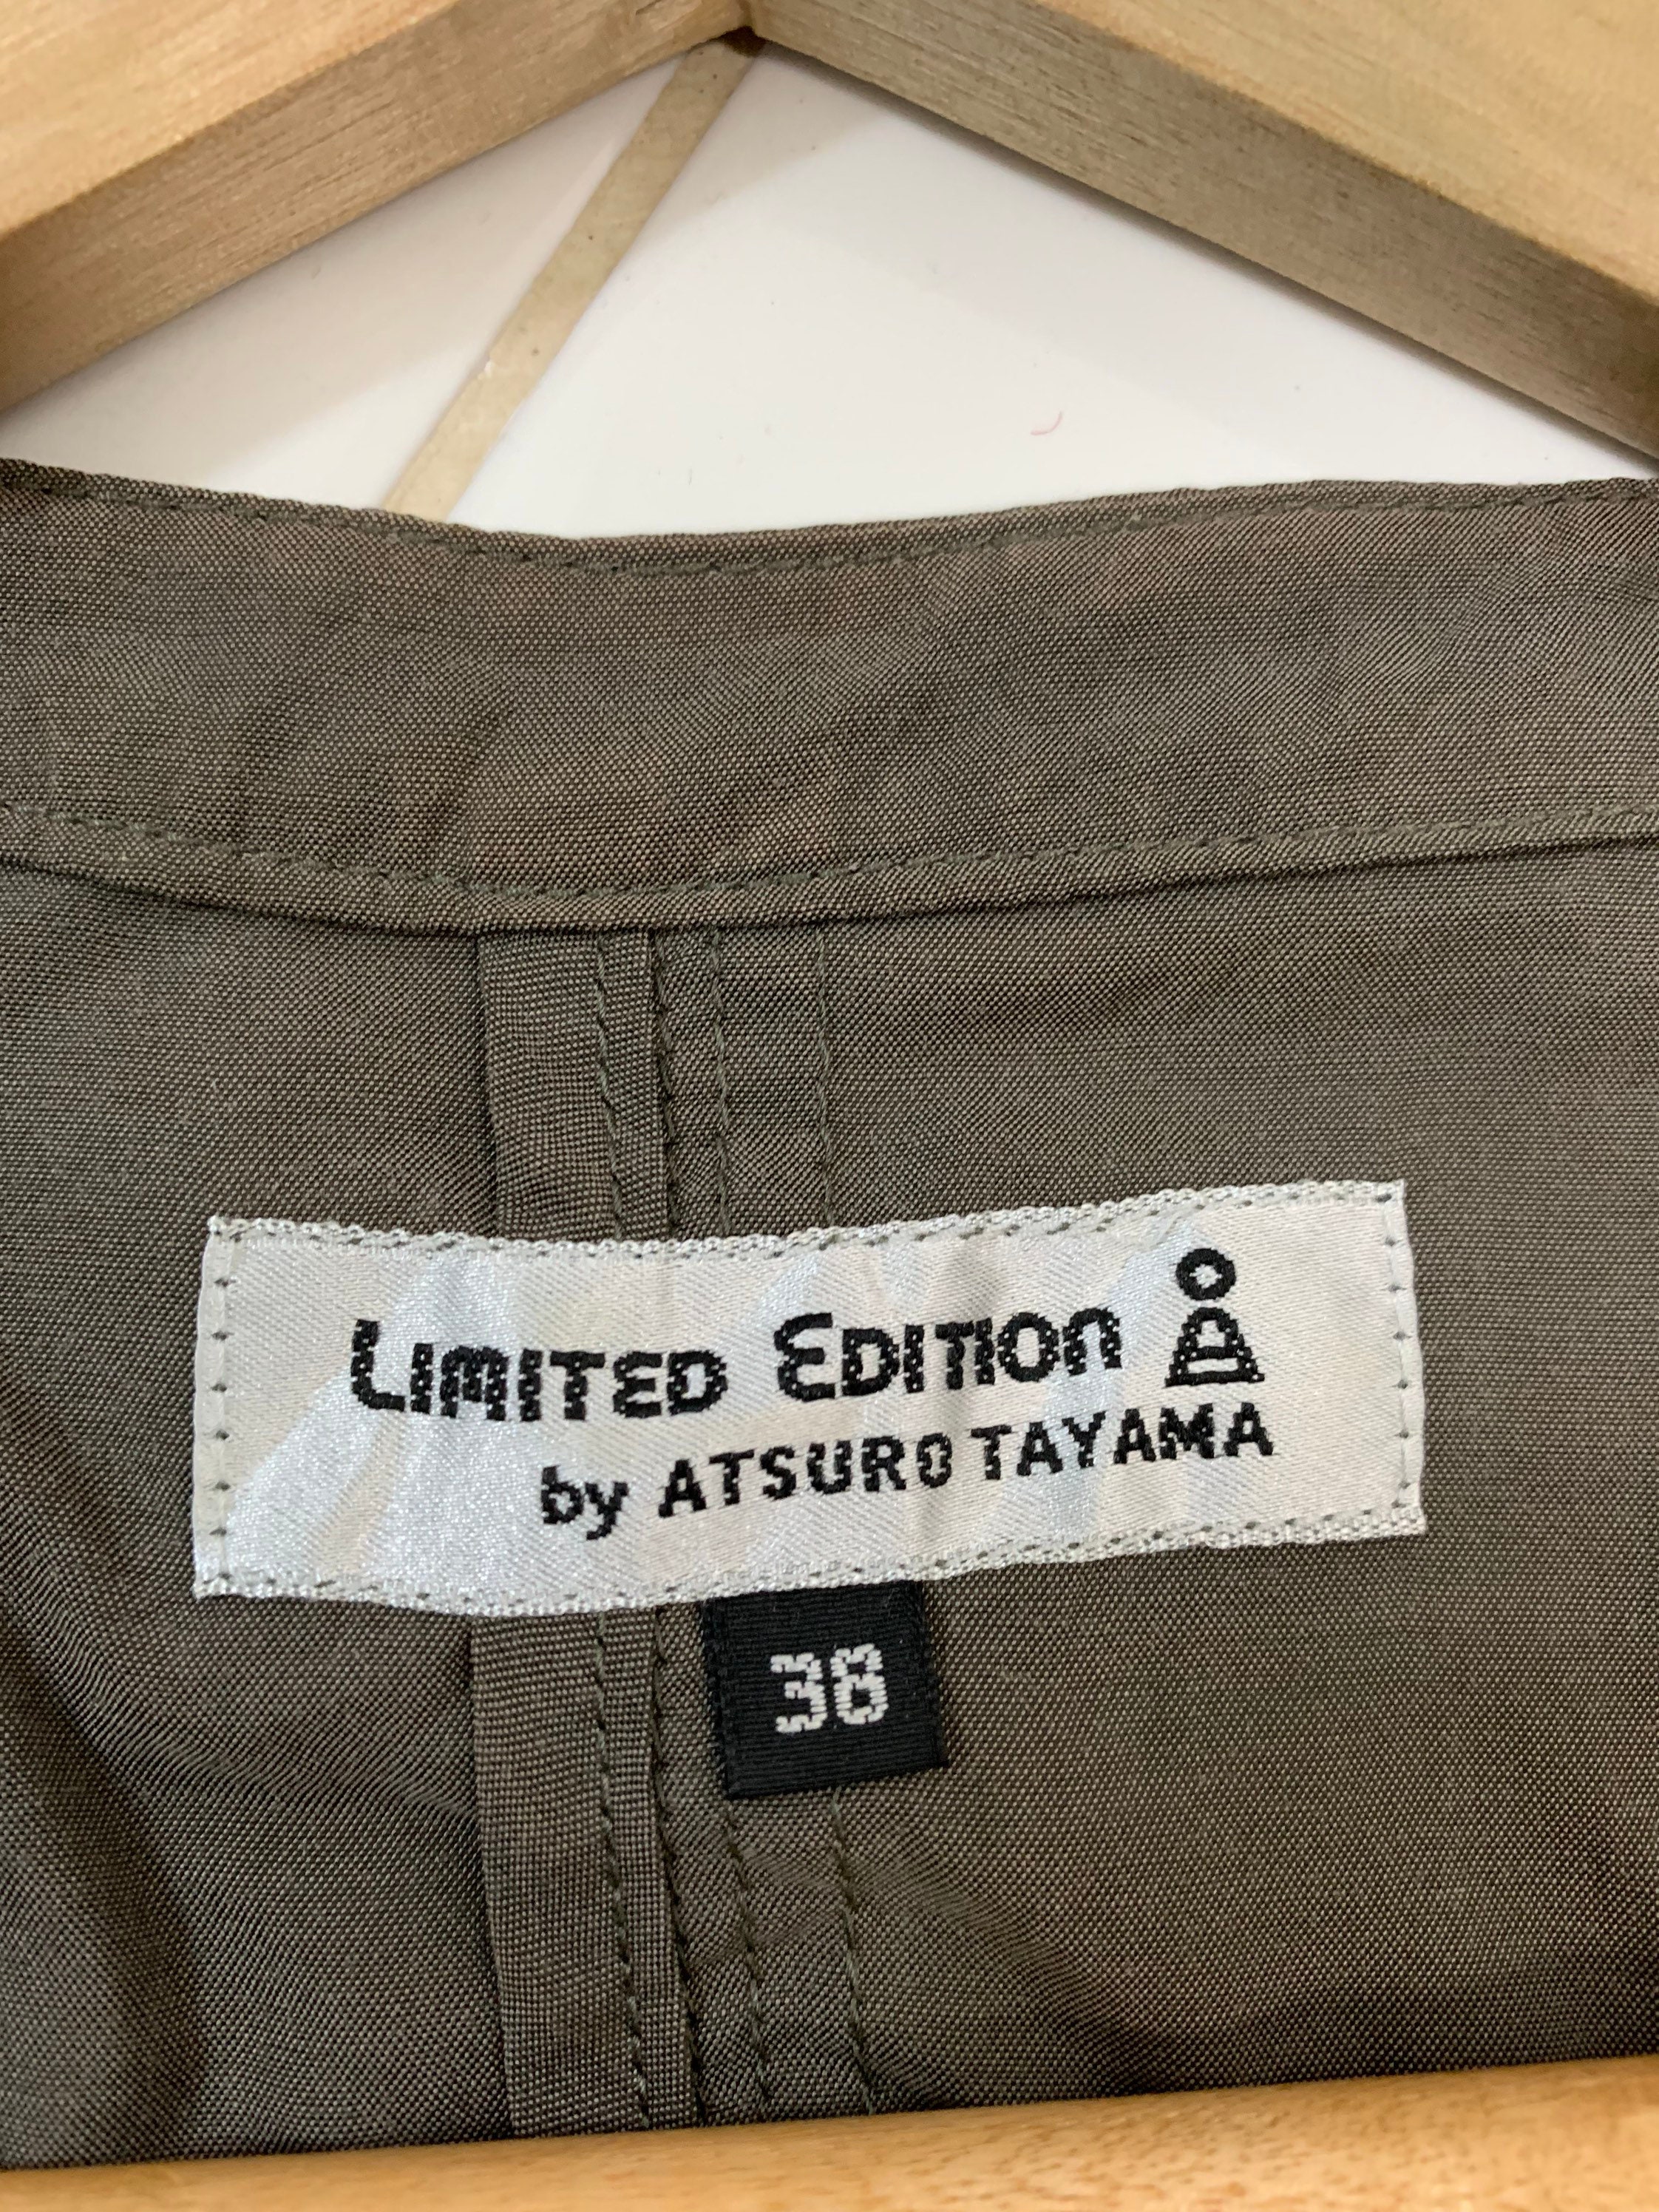 LIMITED EDITION
by ATSURO TAYAMA
38